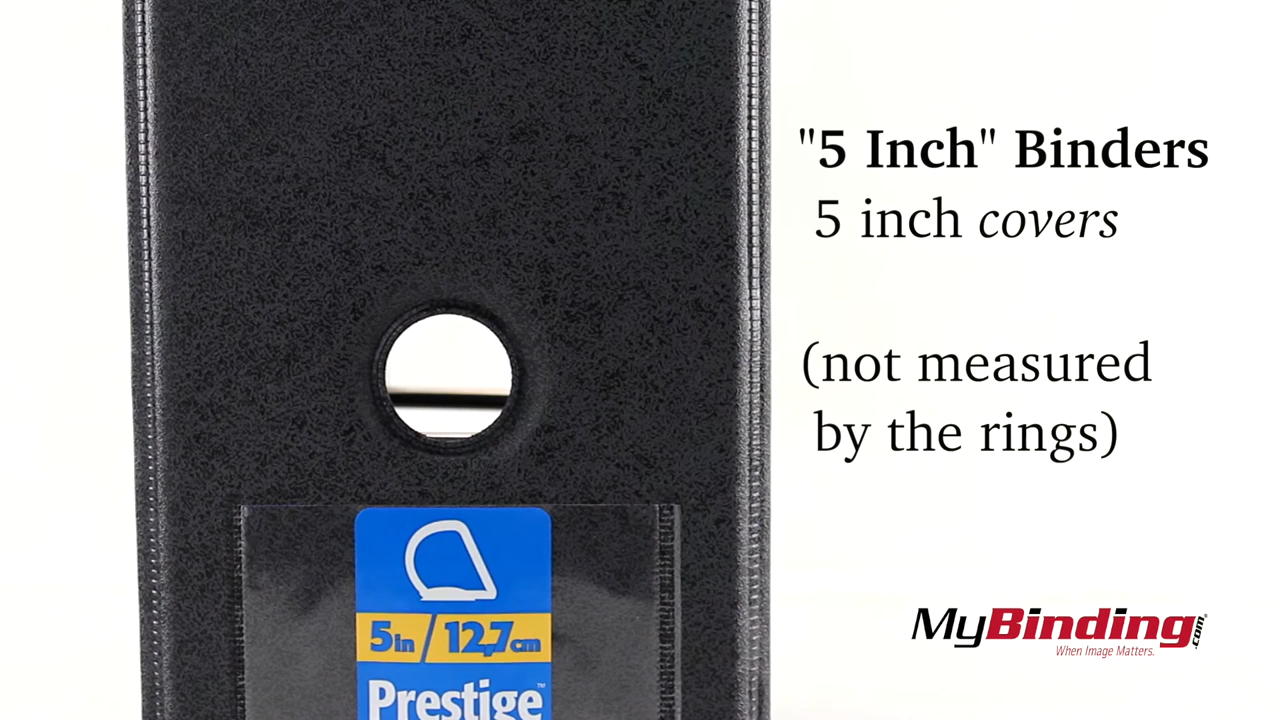 "5 Inch" Binders
5 inch covers
(not measured
by the rings)
5in/12,7cm
Prestige™
MyBinding.com®
When Image Matters.